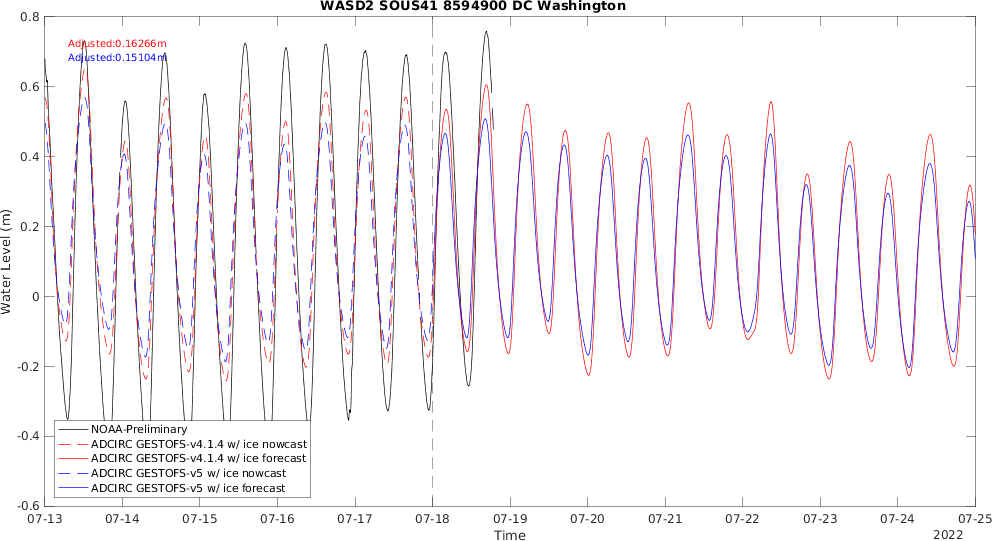 WASD2 SOUS41 8594900 DC Washington
Adjusted:0.16266m
Adjusted:0.15104m
0.8
0.6
0.4
0.2
0
-0.2
-0.4
-0.6
Water Level (m)
NOAA-Preliminary
ADCIRC GESTOFS-v4.1.4 w/ ice nowcast
ADCIRC GESTOFS-v4.1.4 w/ ice forecast
ADCIRC GESTOFS-v5 w/ ice nowcast
ADCIRC GESTOFS-v5 w/ ice forecast
07-13 07-14 07-15 07-16 07-17 07-18 07-19 07-20 07-21 07-22 07-23 07-24 07-25
Time
2022